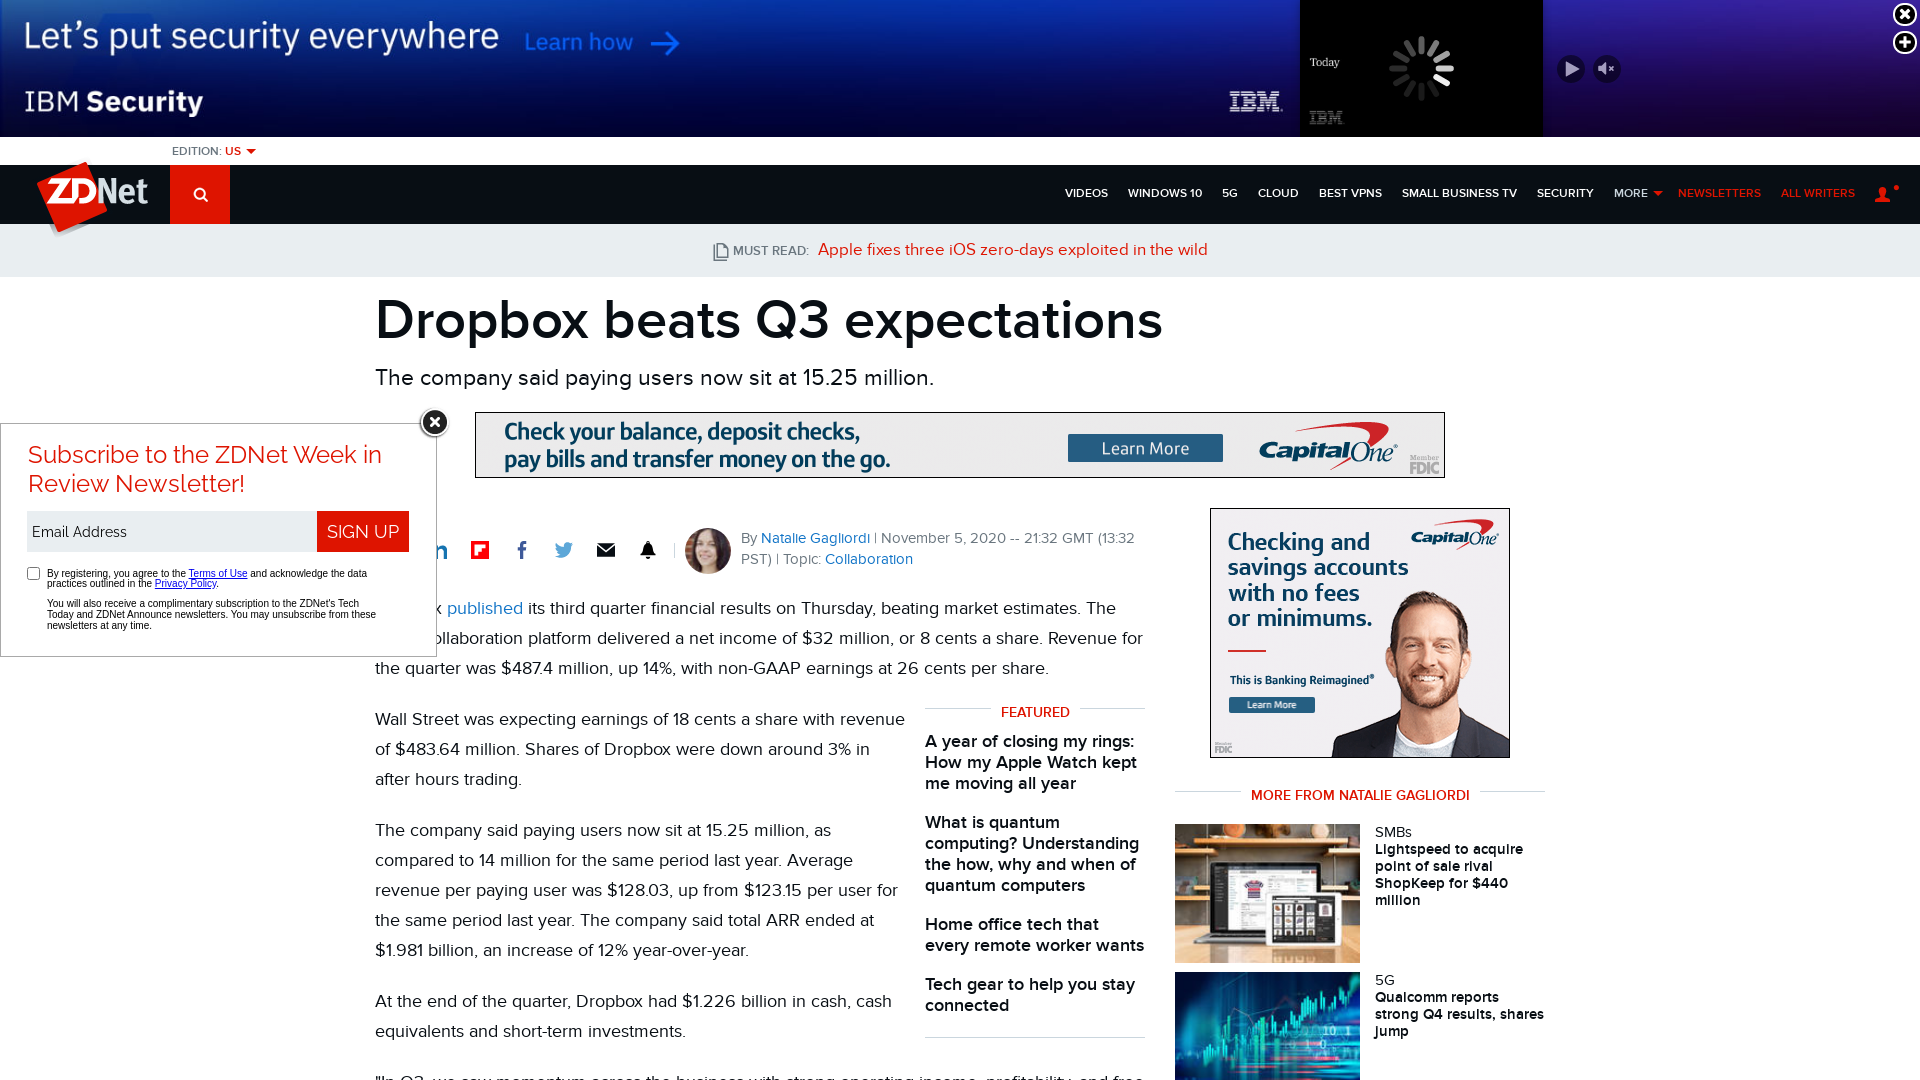 Let's put security everywhere Learn how
IBM Security
IBM
Today
IBM
EDITION: US
ZDNet
VIDEOS WINDOWS 10 5G CLOUD BEST VPNS SMALL BUSINESS TV SECURITY MORE NEWSLETTERS ALL WRITERS
MUST READ: Apple fixes three iOS zero-days exploited in the wild
Dropbox beats Q3 expectations
The company said paying users now sit at 15.25 million.
Check your balance, deposit checks,
pay bills and transfer money on the go.
Learn More
Capital One®
Member
FDIC
Subscribe to the ZDNet Week in
Review Newsletter!
Email Address SIGN UP
By registering, you agree to the Terms of Use and acknowledge the data
practices outlined in the Privacy Policy.
You will also receive a complimentary subscription to the ZDNet's Tech
Today and ZDNet Announce newsletters. You may unsubscribe from these
newsletters at any time.
By Natalie Gagliordi | November 5, 2020 -- 21:32 GMT (13:32
PST) | Topic: Collaboration
published its third quarter financial results on Thursday, beating market estimates. The
ollaboration platform delivered a net income of $32 million, or 8 cents a share. Revenue for
the quarter was $487.4 million, up 14%, with non-GAAP earnings at 26 cents per share.
Wall Street was expecting earnings of 18 cents a share with revenue
of $483.64 million. Shares of Dropbox were down around 3% in
after hours trading.
The company said paying users now sit at 15.25 million, as
compared to 14 million for the same period last year. Average
revenue per paying user was $128.03, up from $123.15 per user for
the same period last year. The company said total ARR ended at
$1.981 billion, an increase of 12% year-over-year.
At the end of the quarter, Dropbox had $1.226 billion in cash, cash
equivalents and short-term investments.
"In Q3, we saw momentum across the business with strong operating income, profitability, and free
FEATURED
A year of closing my rings:
How my Apple Watch kept
me moving all year
What is quantum
computing? Understanding
the how, why and when of
quantum computers
Home office tech that
every remote worker wants
Tech gear to help you stay
connected
Checking and
savings accounts
with no fees
or minimums.
Capital One®
This is Banking Reimagined®
Learn More
Member
FDIC
MORE FROM NATALIE GAGLIORDI
SMBs
Lightspeed to acquire
point of sale rival
ShopKeep for $440
million
5G
Qualcomm reports
strong Q4 results, shares
jump